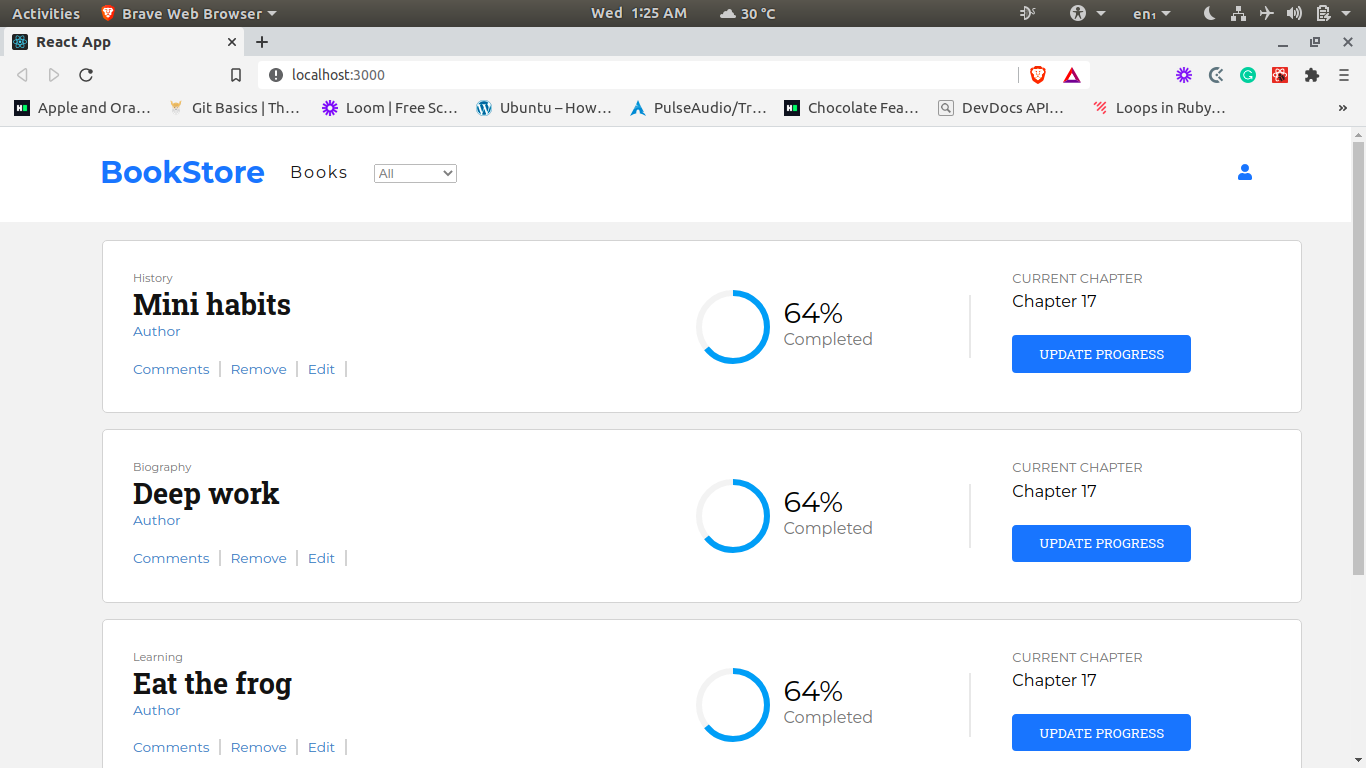 Activities Brave Web Browser Wed 1:25 AM 30 °C en₁
React App
localhost:3000
Apple and Ora… Git Basics | Th… Loom | Free Sc… Ubuntu – How… PulseAudio/Tr… Chocolate Fea… DevDocs API… Loops in Ruby… »
BookStore Books All
History
Mini habits
Author
Comments Remove Edit
64%
Completed
CURRENT CHAPTER
Chapter 17
UPDATE PROGRESS
Biography
Deep work
Author
Comments Remove Edit
64%
Completed
CURRENT CHAPTER
Chapter 17
UPDATE PROGRESS
Learning
Eat the frog
Author
Comments Remove Edit
64%
Completed
CURRENT CHAPTER
Chapter 17
UPDATE PROGRESS